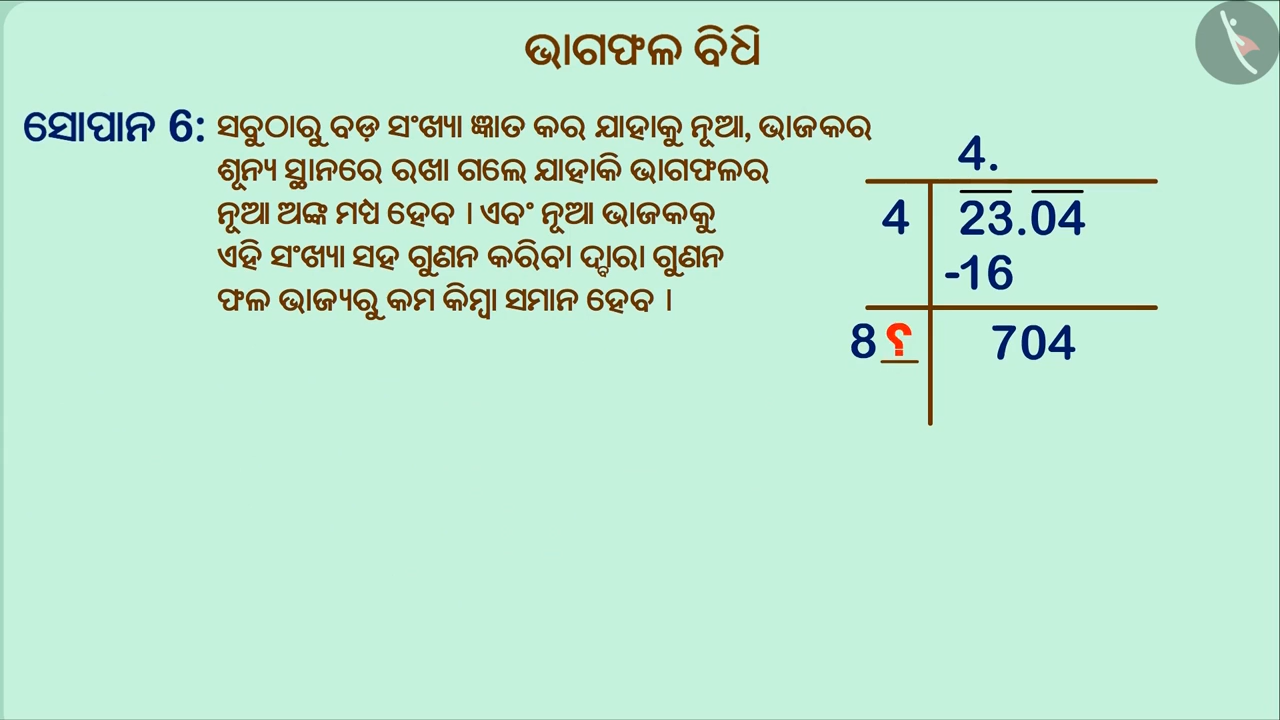 ଭାଗଫଳ ବିଧି
ସୋପାନ 6: ସବୁଠାରୁ ବଡ଼ ସଂଖ୍ୟା ଜ୍ଞାତ କର ଯାହାକୁ ନୂଆ, ଭାଜକର
ଶୂନ୍ୟ ସ୍ଥାନରେ ରଖା ଗଲେ ଯାହାକି ଭାଗଫଳର
ନୂଆ ଅଙ୍କ ମଧ୍ୟ ହେବ । ଏବଂ ନୂଆ ଭାଜକକୁ
ଏହି ସଂଖ୍ୟା ସହ ଗୁଣନ କରିବା ଦ୍ବାରା ଗୁଣନ
ଫଳ ଭାଜ୍ୟରୁ କମ କିମ୍ବା ସମାନ ହେବ ।
4.
4 23.04
-16
8؟ 704